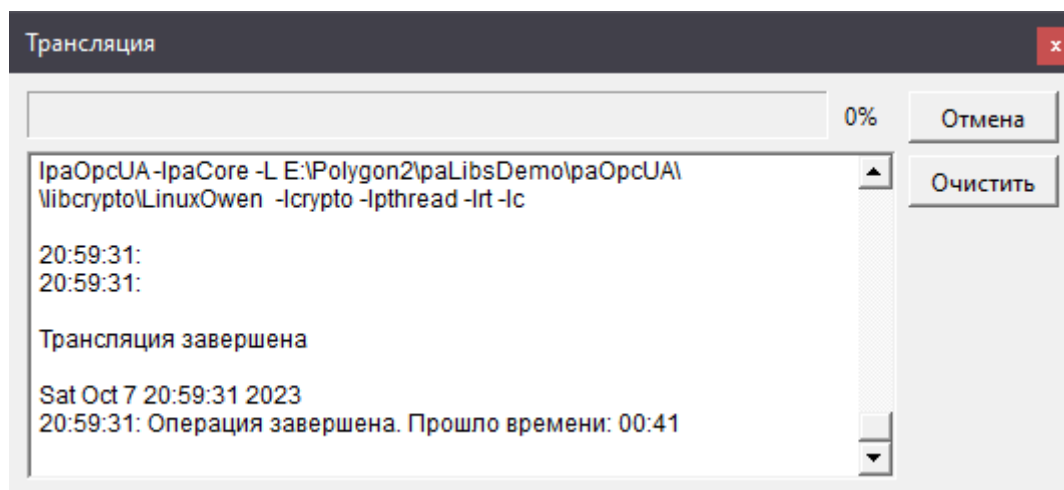 Трансляция
x
0%
Отмена
Очистить
lpaOpcUA -lpaCore -L E:\Polygon2\paLibsDemo\paOpcUA\
\libcrypto\LinuxOwen -lcrypto -lpthread -lrt -lc
20:59:31:
20:59:31:
Трансляция завершена
Sat Oct 7 20:59:31 2023
20:59:31: Операция завершена. Прошло времени: 00:41